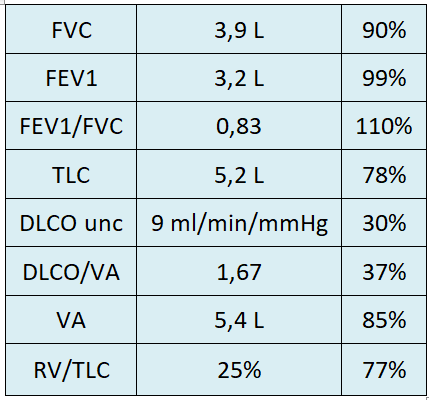 FVC 3,9 L 90%
FEV1 3,2 L 99%
FEV1/FVC 0,83 110%
TLC 5,2 L 78%
DLCO unc 9 ml/min/mmHg 30%
DLCO/VA 1,67 37%
VA 5,4 L 85%
RV/TLC 25% 77%